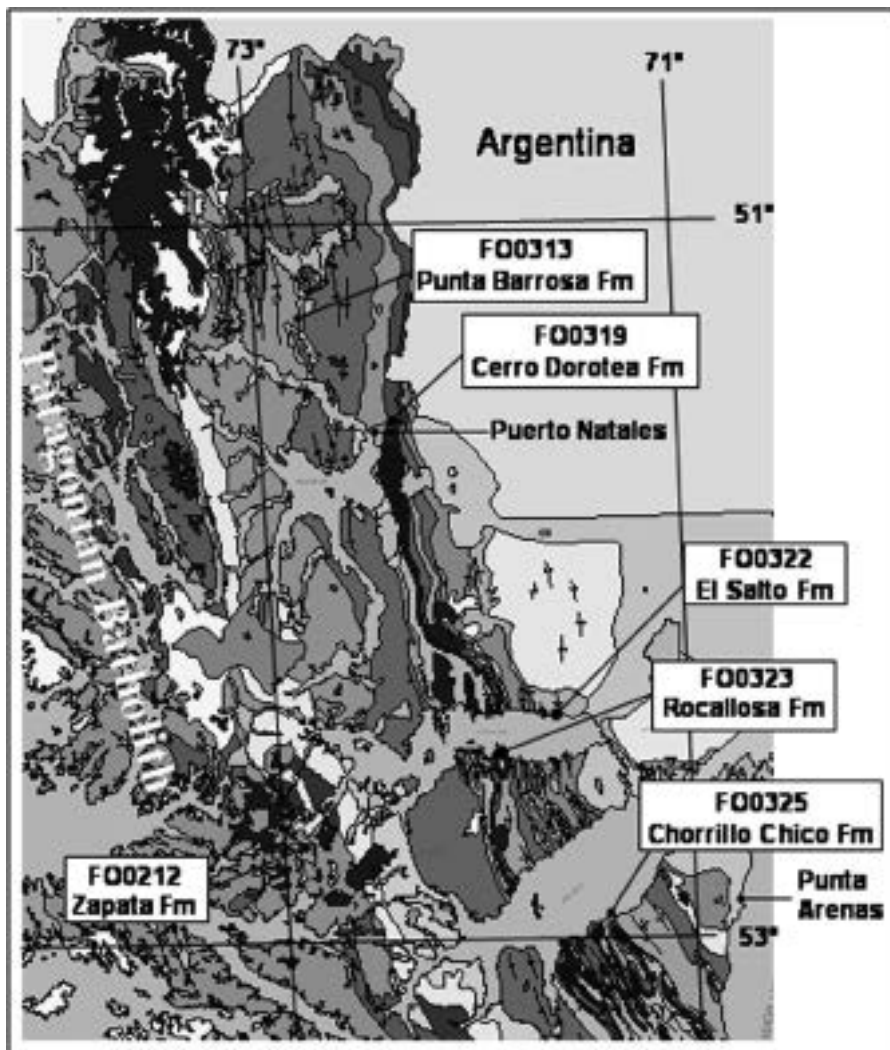 73°
71°
Argentina
51°
FO0313
Punta Barrosa Fm
FO0319
Cerro Dorotea Fm
Puerto Natales
Patagonian Batholith
FO0322
El Salto Fm
FO0323
Rocallosa Fm
FO0325
Chorrillo Chico Fm
FO0212
Zapata Fm
Punta
Arenas
53°